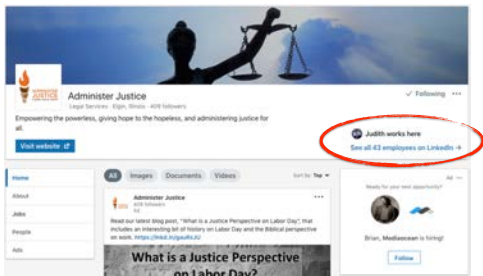 ADMINISTER
JUSTICE
Administer Justice
Legal Services · Elgin, Illinois · 409 followers
Following
Empowering the powerless, giving hope to the hopeless, and administering justice for
all.
Visit website
Judith works here
See all 43 employees on LinkedIn
Home
About
Jobs
People
Ads
All
Images
Documents
Videos
Sort by: Top
Administer Justice
409 followers
Read our latest blog post, "What is a Justice Perspective on Labor Day", that
includes an interesting bit of history on Labor Day and the Biblical perspective
on work.
What is a Justice Perspective
on Labor Day?
Ad
Ready for your next opportunity?
Brian, Mediaocean is hiring!
Follow